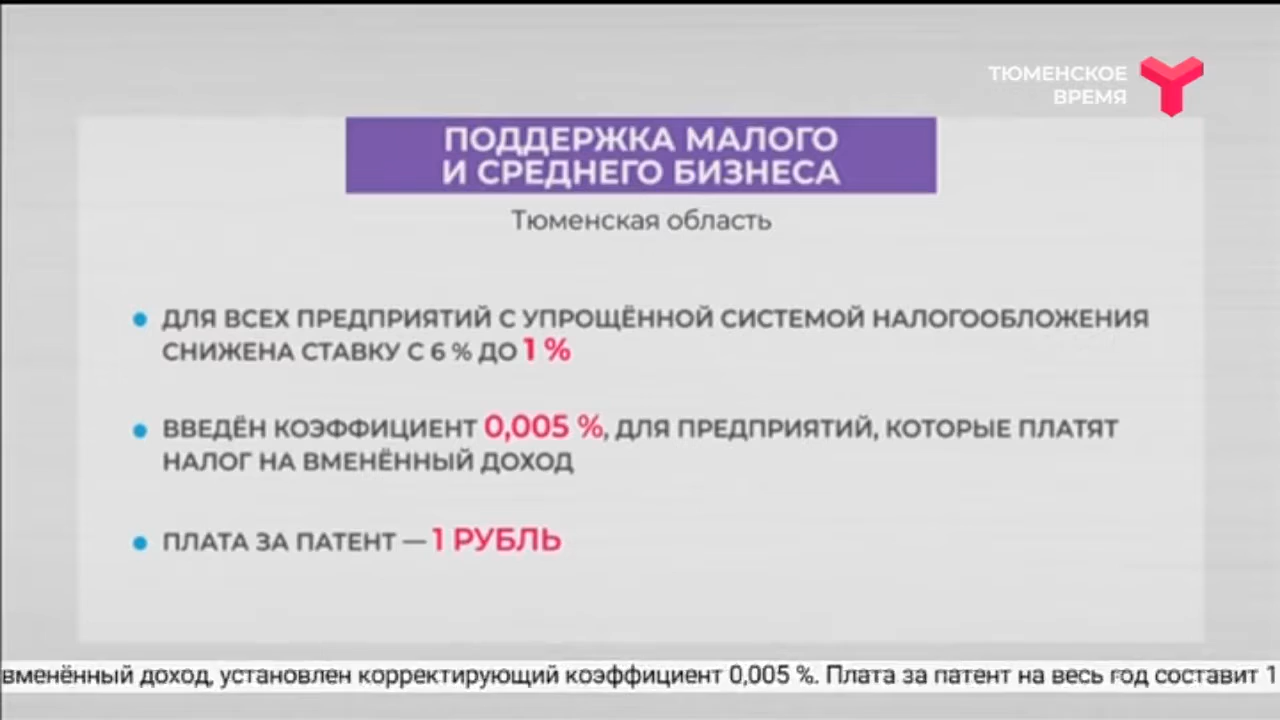 ТЮМЕНСКОЕ
ВРЕМЯ
ПОДДЕРЖКА МАЛОГО
И СРЕДНЕГО БИЗНЕСА
Тюменская область
ДЛЯ ВСЕХ ПРЕДПРИЯТИЙ С УПРОЩЁННОЙ СИСТЕМОЙ НАЛОГООБЛОЖЕНИЯ
СНИЖЕНА СТАВКУ С 6 % ДО 1 %
ВВЕДЁН КОЭФФИЦИЕНТ 0,005 %, ДЛЯ ПРЕДПРИЯТИЙ, КОТОРЫЕ ПЛАТЯТ
НАЛОГ НА ВМЕНЁННЫЙ ДОХОД
ПЛАТА ЗА ПАТЕНТ — 1 РУБЛЬ
вменённый доход, установлен корректирующий коэффициент 0,005 %. Плата за патент на весь год составит 1